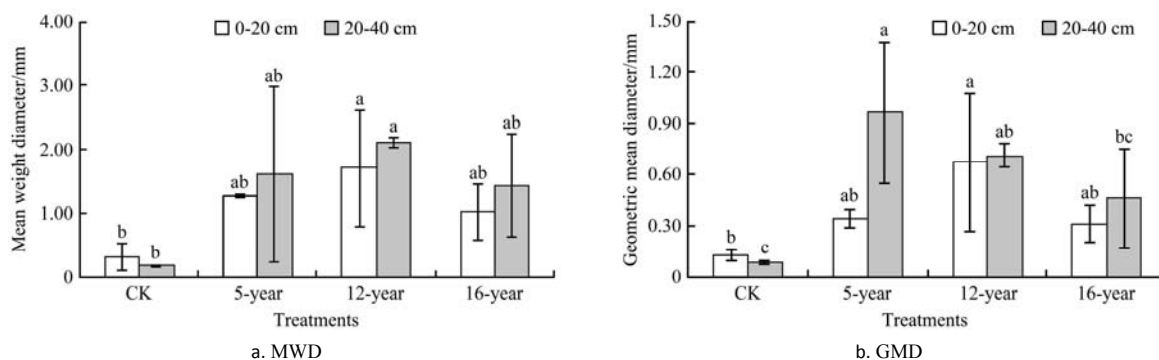 4.00
3.00
2.00
1.00
0
Mean weight diameter/mm
0-20 cm
20-40 cm
b
b
ab
ab
a
a
ab
ab
CK
5-year
12-year
16-year
Treatments
a. MWD
1.50
1.20
0.90
0.60
0.30
0
Geometric mean diameter/mm
0-20 cm
20-40 cm
b
c
ab
a
a
ab
ab
bc
CK
5-year
12-year
16-year
Treatments
b. GMD